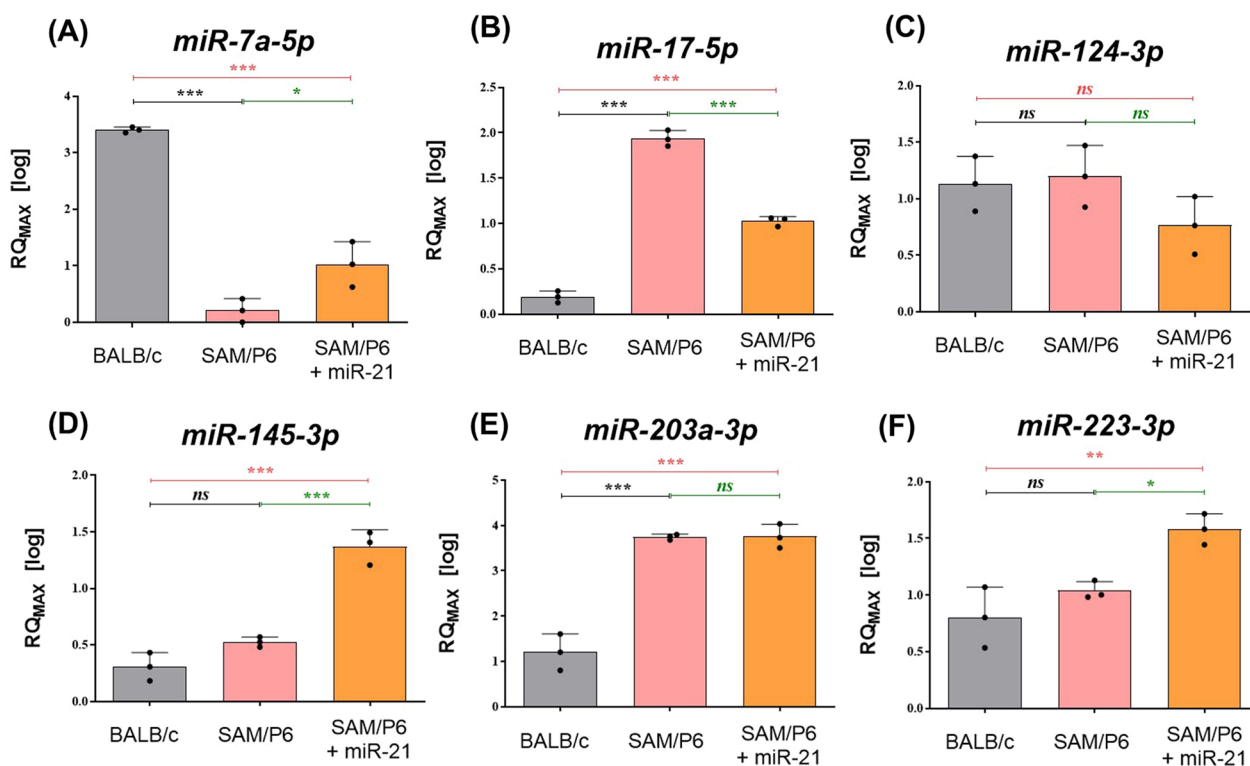 (A)
miR-7a-5p
***
***
*
RQMAX [log]
4
3
2
1
0
BALB/c
SAM/P6
SAM/P6
+ miR-21
(B)
miR-17-5p
***
***
***
RQMAX [log]
2.5
2.0
1.5
1.0
0.5
0.0
BALB/c
SAM/P6
SAM/P6
+ miR-21
(C)
miR-124-3p
ns
ns
ns
RQMAX [log]
2.0
1.5
1.0
0.5
0.0
BALB/c
SAM/P6
SAM/P6
+ miR-21
(D)
miR-145-3p
***
ns
***
RQMAX [log]
2.0
1.5
1.0
0.5
0.0
BALB/c
SAM/P6
SAM/P6
+ miR-21
(E)
miR-203a-3p
***
***
ns
RQMAX [log]
5
4
3
2
1
0
BALB/c
SAM/P6
SAM/P6
+ miR-21
(F)
miR-223-3p
**
ns
*
RQMAX [log]
2.0
1.5
1.0
0.5
0.0
BALB/c
SAM/P6
SAM/P6
+ miR-21